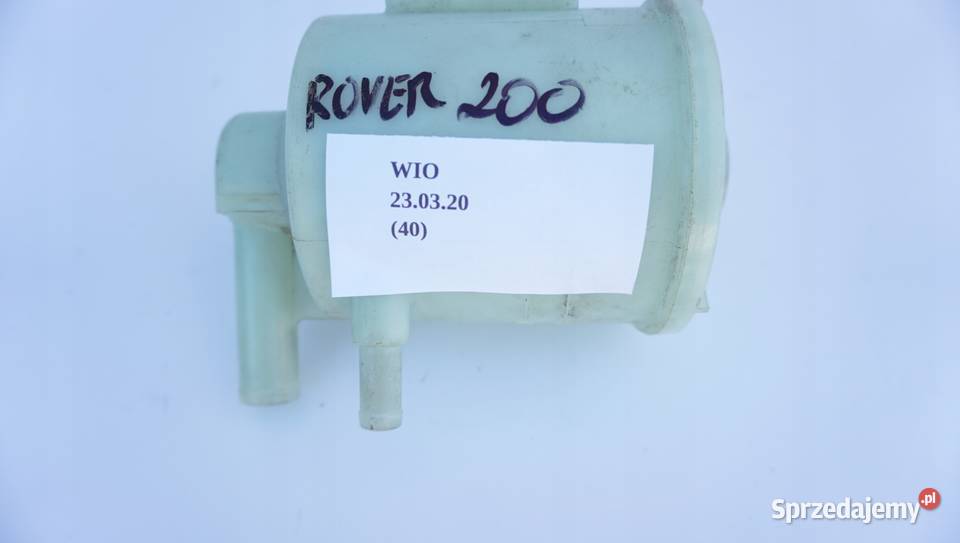 ROVER 200
WIO
23.03.20
(40)
Sprzedajemy.pl